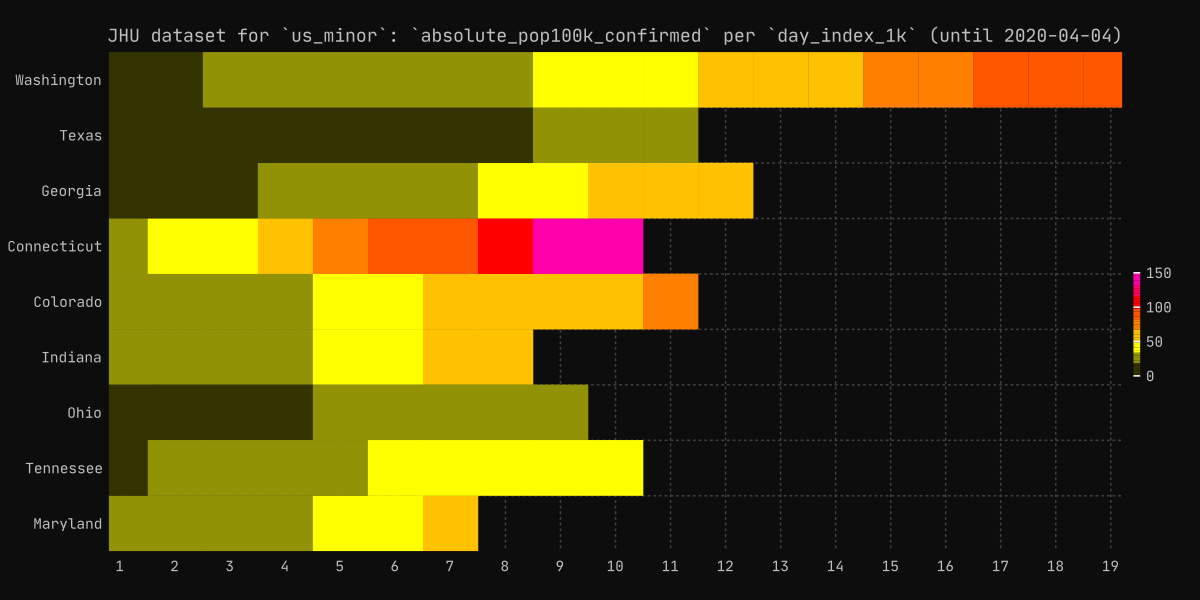 JHU dataset for `us_minor`: `absolute_pop100k_confirmed` per `day_index_1k` (until 2020-04-04)
Washington
Texas
Georgia
Connecticut
Colorado
Indiana
Ohio
Tennessee
Maryland
150
100
50
0
1 2 3 4 5 6 7 8 9 10 11 12 13 14 15 16 17 18 19